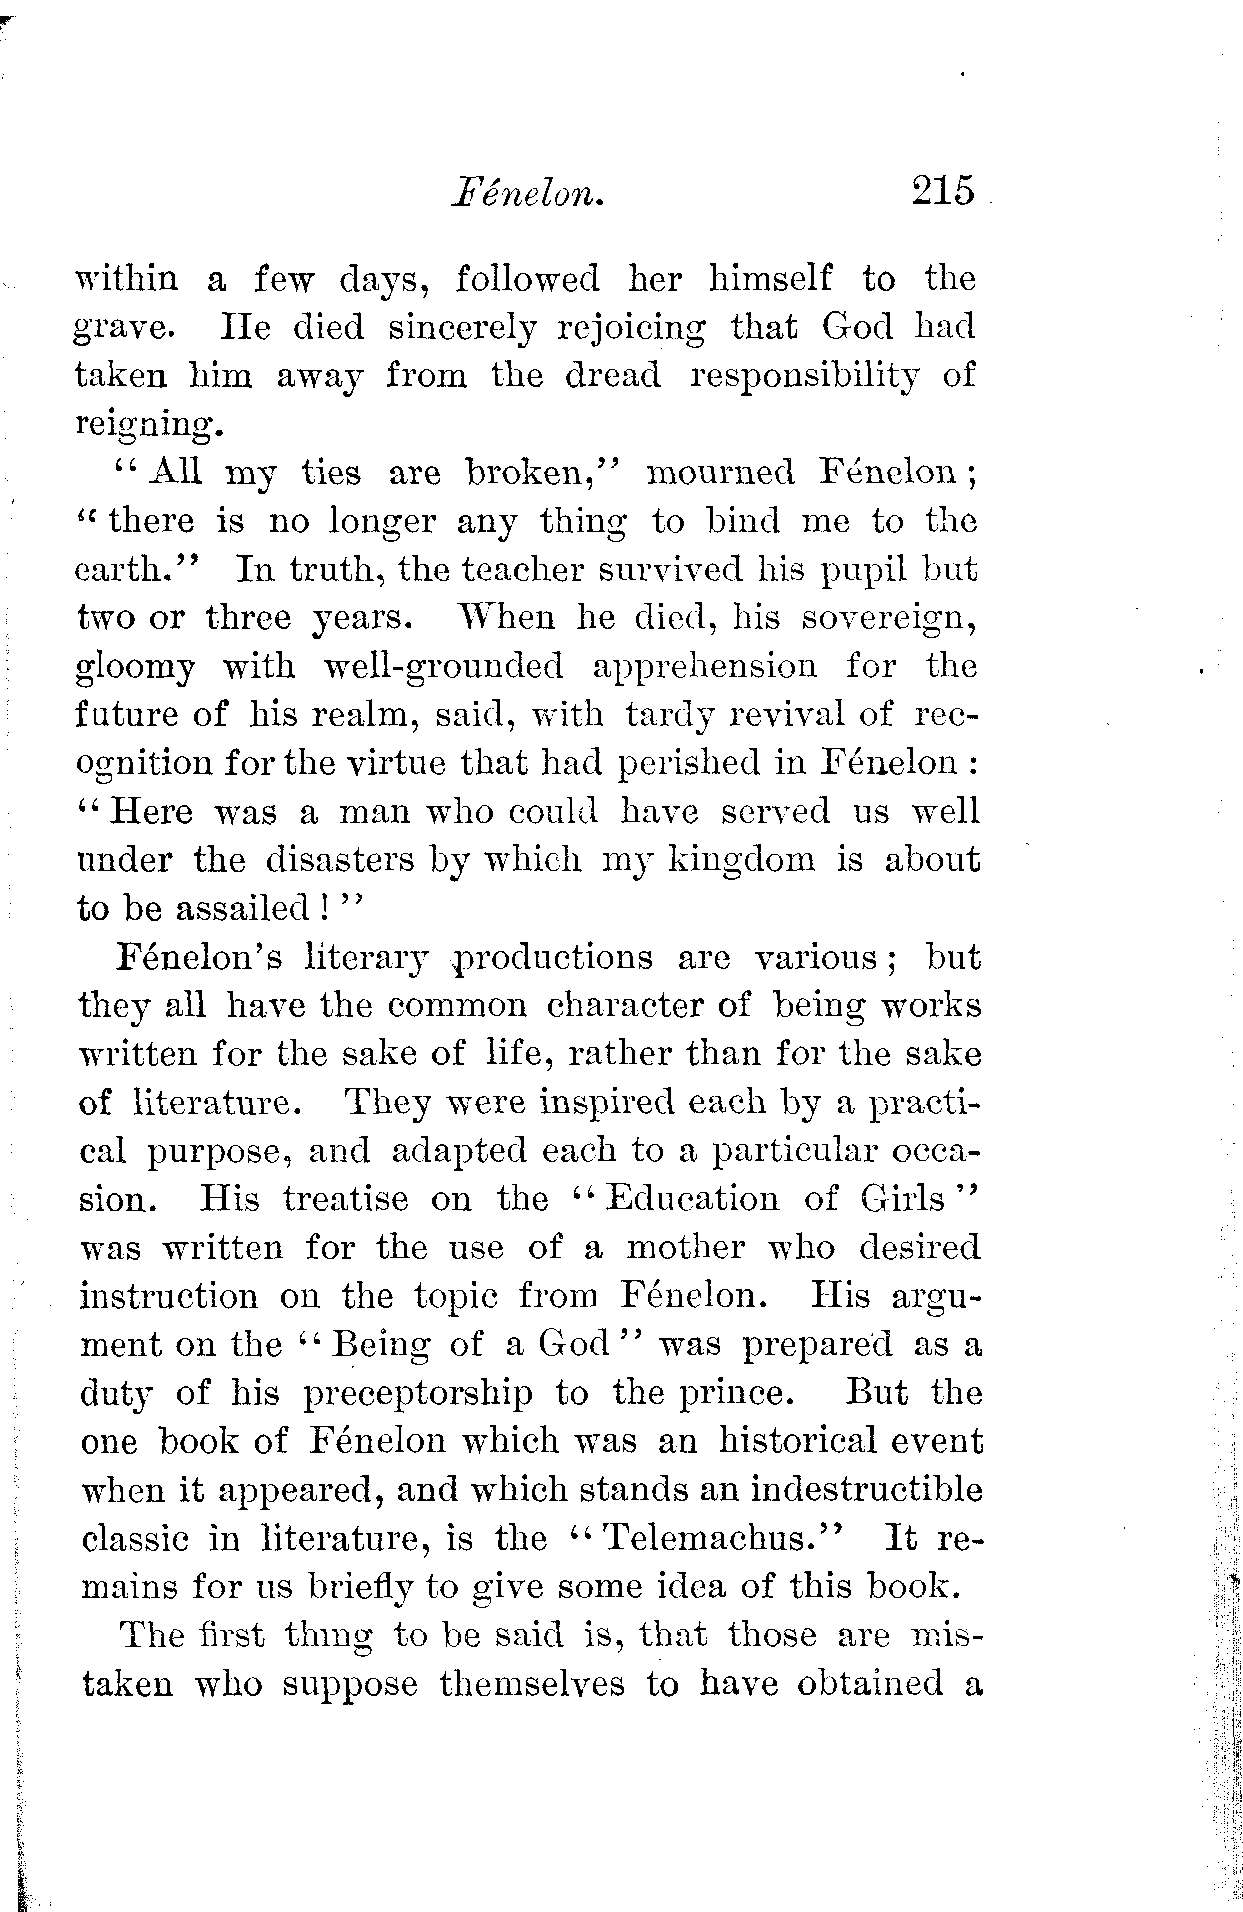 Fénelon. 215
within a few days, followed her himself to the
grave. He died sincerely rejoicing that God had
taken him away from the dread responsibility of
reigning.
“ All my ties are broken,” mourned Fénelon ;
“ there is no longer any thing to bind me to the
earth.” In truth, the teacher survived his pupil but
two or three years. When he died, his sovereign,
gloomy with well-grounded apprehension for the
future of his realm, said, with tardy revival of rec-
ognition for the virtue that had perished in Fénelon :
“ Here was a man who could have served us well
under the disasters by which my kingdom is about
to be assailed ! ”
Fénelon’s literary productions are various ; but
they all have the common character of being works
written for the sake of life, rather than for the sake
of literature. They were inspired each by a practi-
cal purpose, and adapted each to a particular occa-
sion. His treatise on the “ Education of Girls ”
was written for the use of a mother who desired
instruction on the topic from Fénelon. His argu-
ment on the “ Being of a God ” was prepared as a
duty of his preceptorship to the prince. But the
one book of Fénelon which was an historical event
when it appeared, and which stands an indestructible
classic in literature, is the “ Telemachus.” It re-
mains for us briefly to give some idea of this book.
The first thing to be said is, that those are mis-
taken who suppose themselves to have obtained a